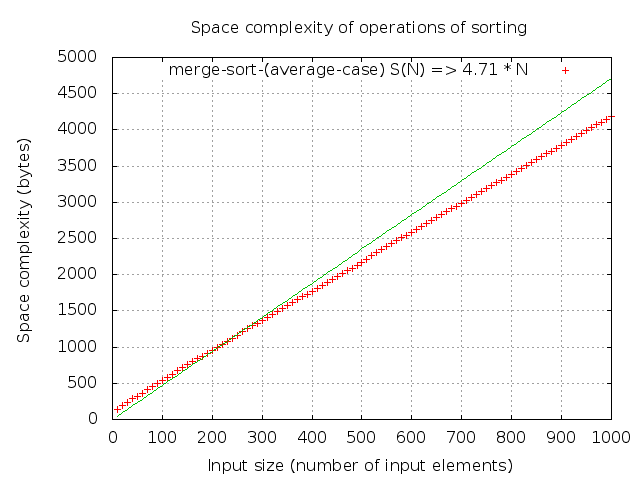 Space complexity of operations of sorting
5000
4500
4000
3500
3000
2500
2000
1500
1000
500
0
Space complexity (bytes)
merge-sort-(average-case) S(N) => 4.71 * N
0 100 200 300 400 500 600 700 800 900 1000
Input size (number of input elements)